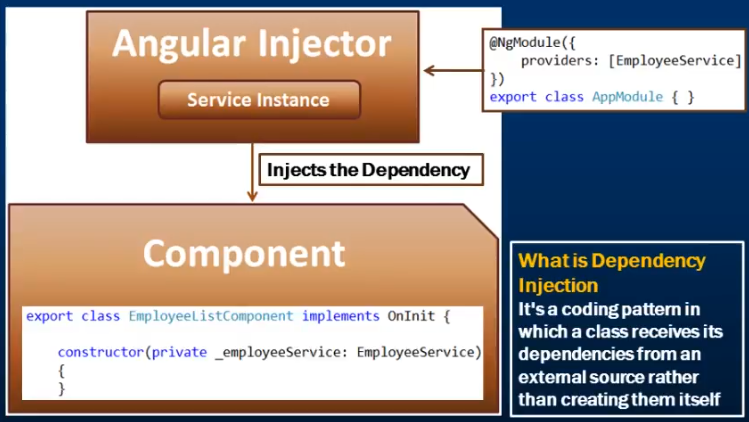 Angular Injector
Service Instance
@NgModule({
    providers: [EmployeeService]
})
export class AppModule { }
Injects the Dependency
Component
export class EmployeeListComponent implements OnInit {
    constructor(private _employeeService: EmployeeService)
    {
    }
What is Dependency
Injection
It's a coding pattern in
which a class receives its
dependencies from an
external source rather
than creating them itself